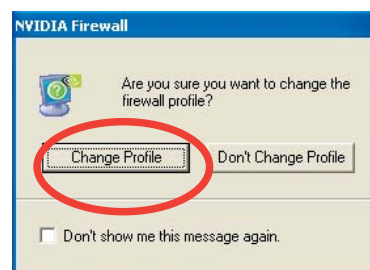 NVIDIA Firewall
Are you sure you want to change the
firewall profile?
Change Profile
Don't Change Profile
Don't show me this message again.